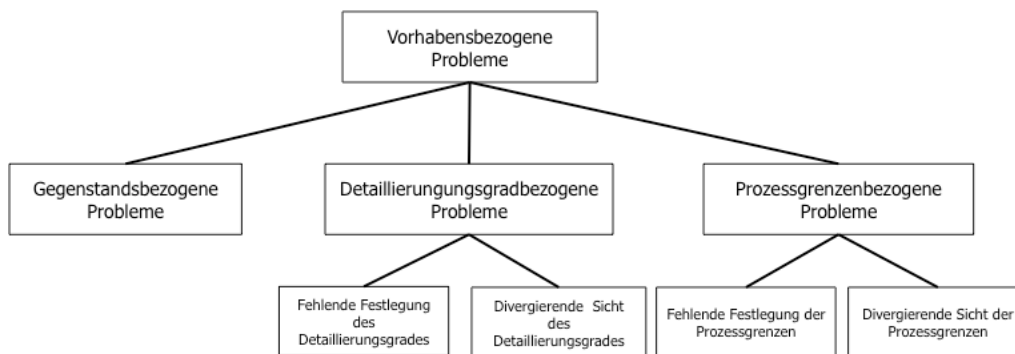 Vorhabensbezogene
Probleme
Gegenstandsbezogene
Probleme
Detaillierungungsgradbezogene
Probleme
Prozessgrenzenbezogene
Probleme
Fehlende Festlegung
des
Detaillierungsgrades
Divergierende Sicht
des
Detaillierungsgrades
Fehlende Festlegung der
Prozessgrenzen
Divergierende Sicht der
Prozessgrenzen